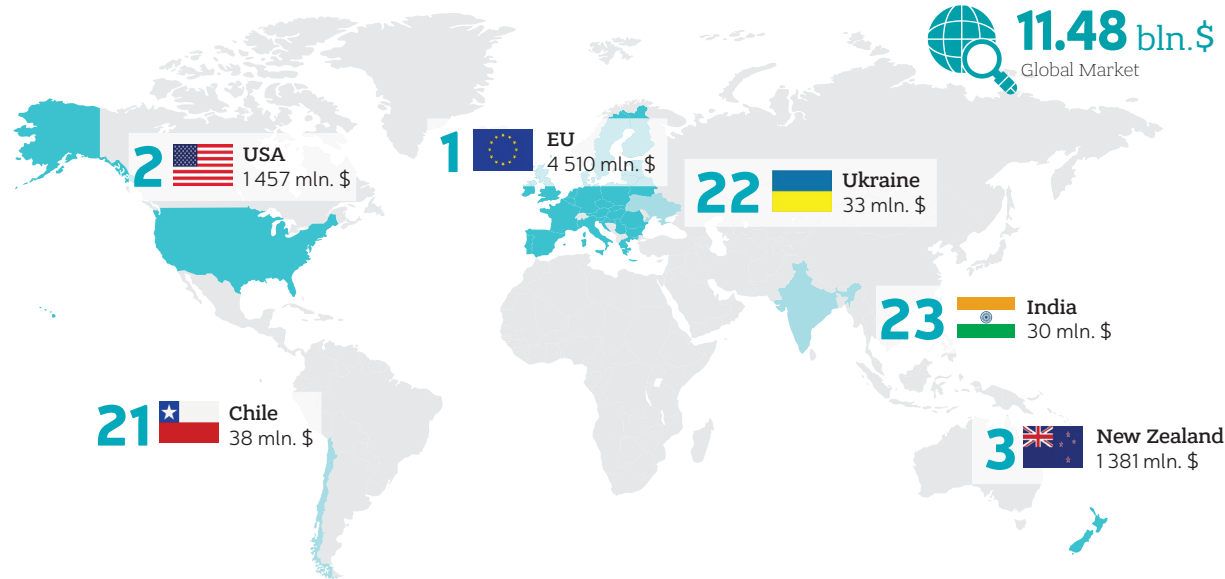 11.48 bln.$
Global Market
2
USA
1 457 mln. $
1
EU
4 510 mln. $
22
Ukraine
33 mln. $
23
India
30 mln. $
21
Chile
38 mln. $
3
New Zealand
1 381 mln. $